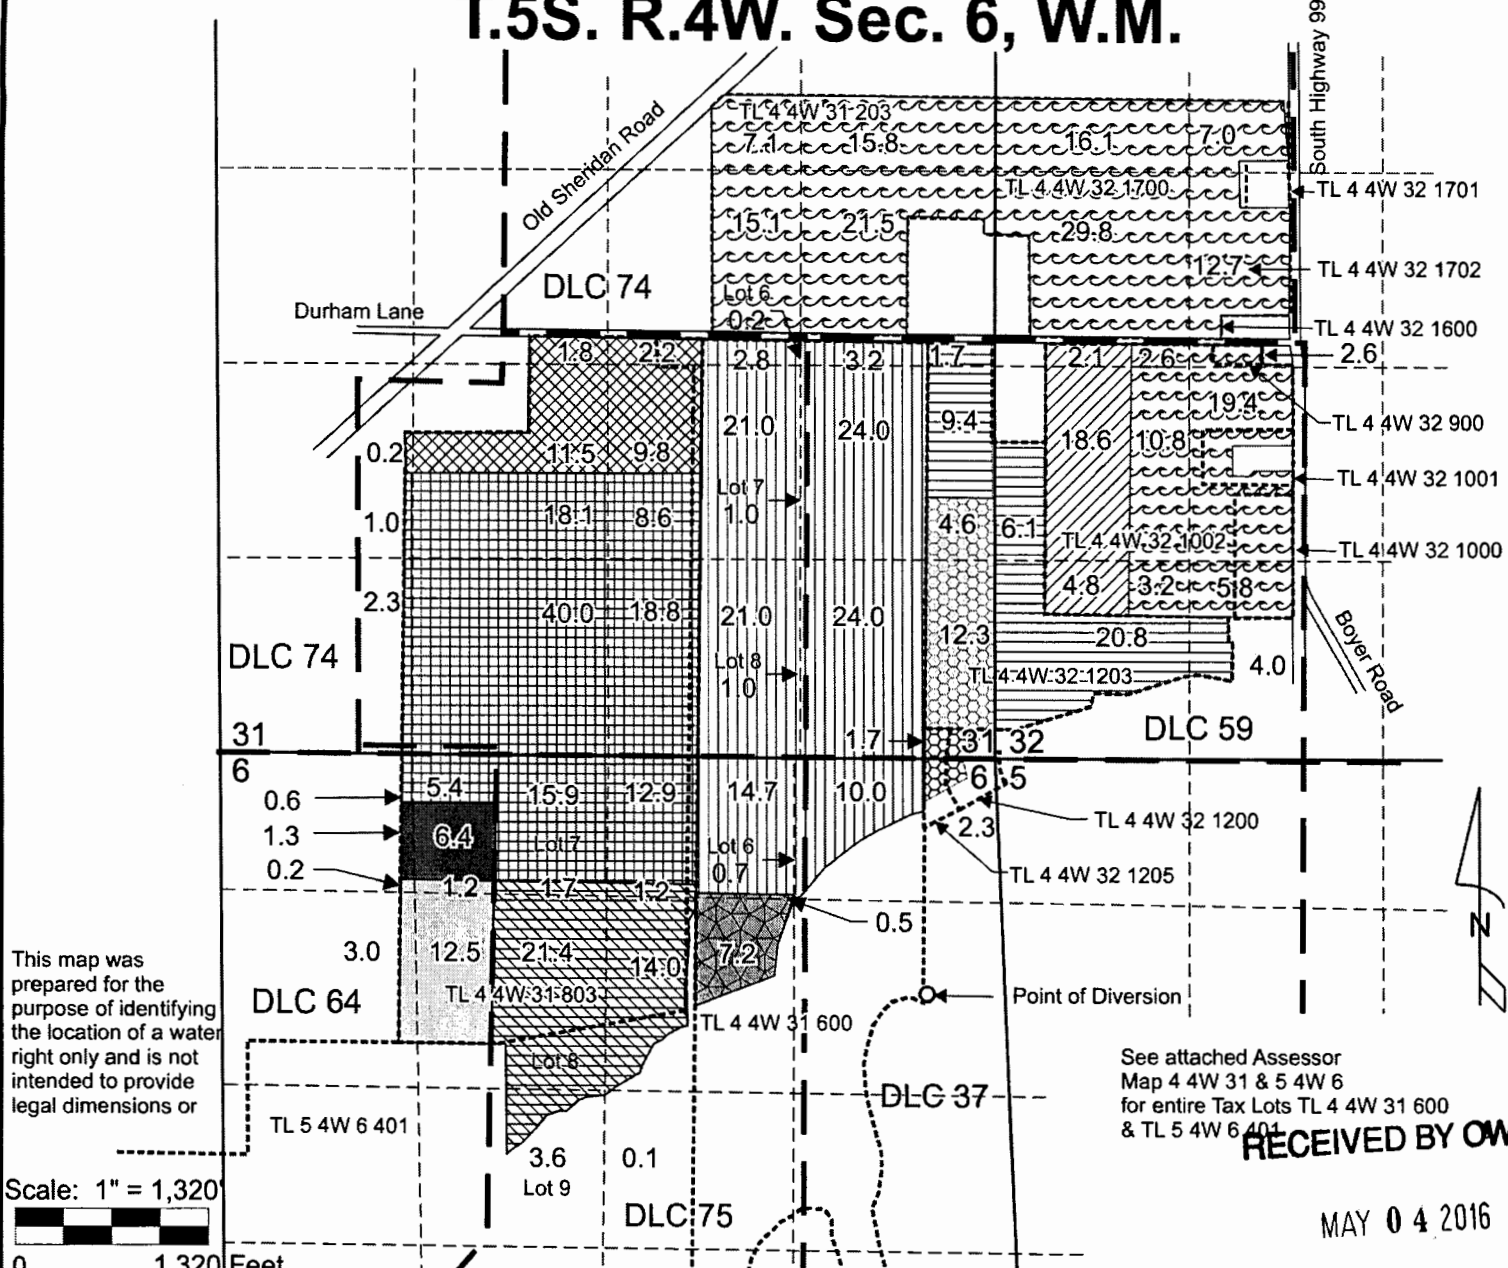 T.5S. R.4W. Sec. 6, W.M.
South Highway 99
Old Sheridan Road
TL 4 4W 31 203
7.1 15.8 16.1 7.0
TL 4 4W 32 1700
TL 4 4W 32 1701
15.1 21.5 29.8
12.7
TL 4 4W 32 1702
DLC 74
Lot 6
0.2
Durham Lane
TL 4 4W 32 1600
1.8 2.2 2.8 3.2 1.7 2.1 2.6
2.6
19.4
TL 4 4W 32 900
21.0 24.0 9.4 18.6 10.8
0.2 11.5 9.8
TL 4 4W 32 1001
Lot 7
1.0
1.0 18.1 8.6 4.6 6.1
TL 4 4W 32 1002
TL 4 4W 32 1000
2.3 40.0 18.8 21.0 24.0 4.8 3.2 5.8
Boyer Road
DLC 74
Lot 8
1.0
12.3 20.8
TL 4 4W 32 1203
4.0
DLC 59
31
6
1.7
31 32
6 5
0.6
5.4 15.9 12.9 14.7 10.0
1.3
6.4
Lot 7
Lot 6
0.7
2.3
TL 4 4W 32 1200
0.2
1.2 1.7 1.2
TL 4 4W 32 1205
0.5
3.0 12.5 21.4 14.0 7.2
N
This map was
prepared for the
purpose of identifying
the location of a water
right only and is not
intended to provide
legal dimensions or
DLC 64
TL 4 4W 31 803
Point of Diversion
TL 4 4W 31 600
Lot 8
DLC 37
See attached Assessor
Map 4 4W 31 & 5 4W 6
for entire Tax Lots TL 4 4W 31 600
& TL 5 4W 6 401
RECEIVED BY OW
TL 5 4W 6 401
3.6 0.1
Lot 9
DLC 75
Scale: 1" = 1,320'
0 1,320 Feet
MAY 04 2016